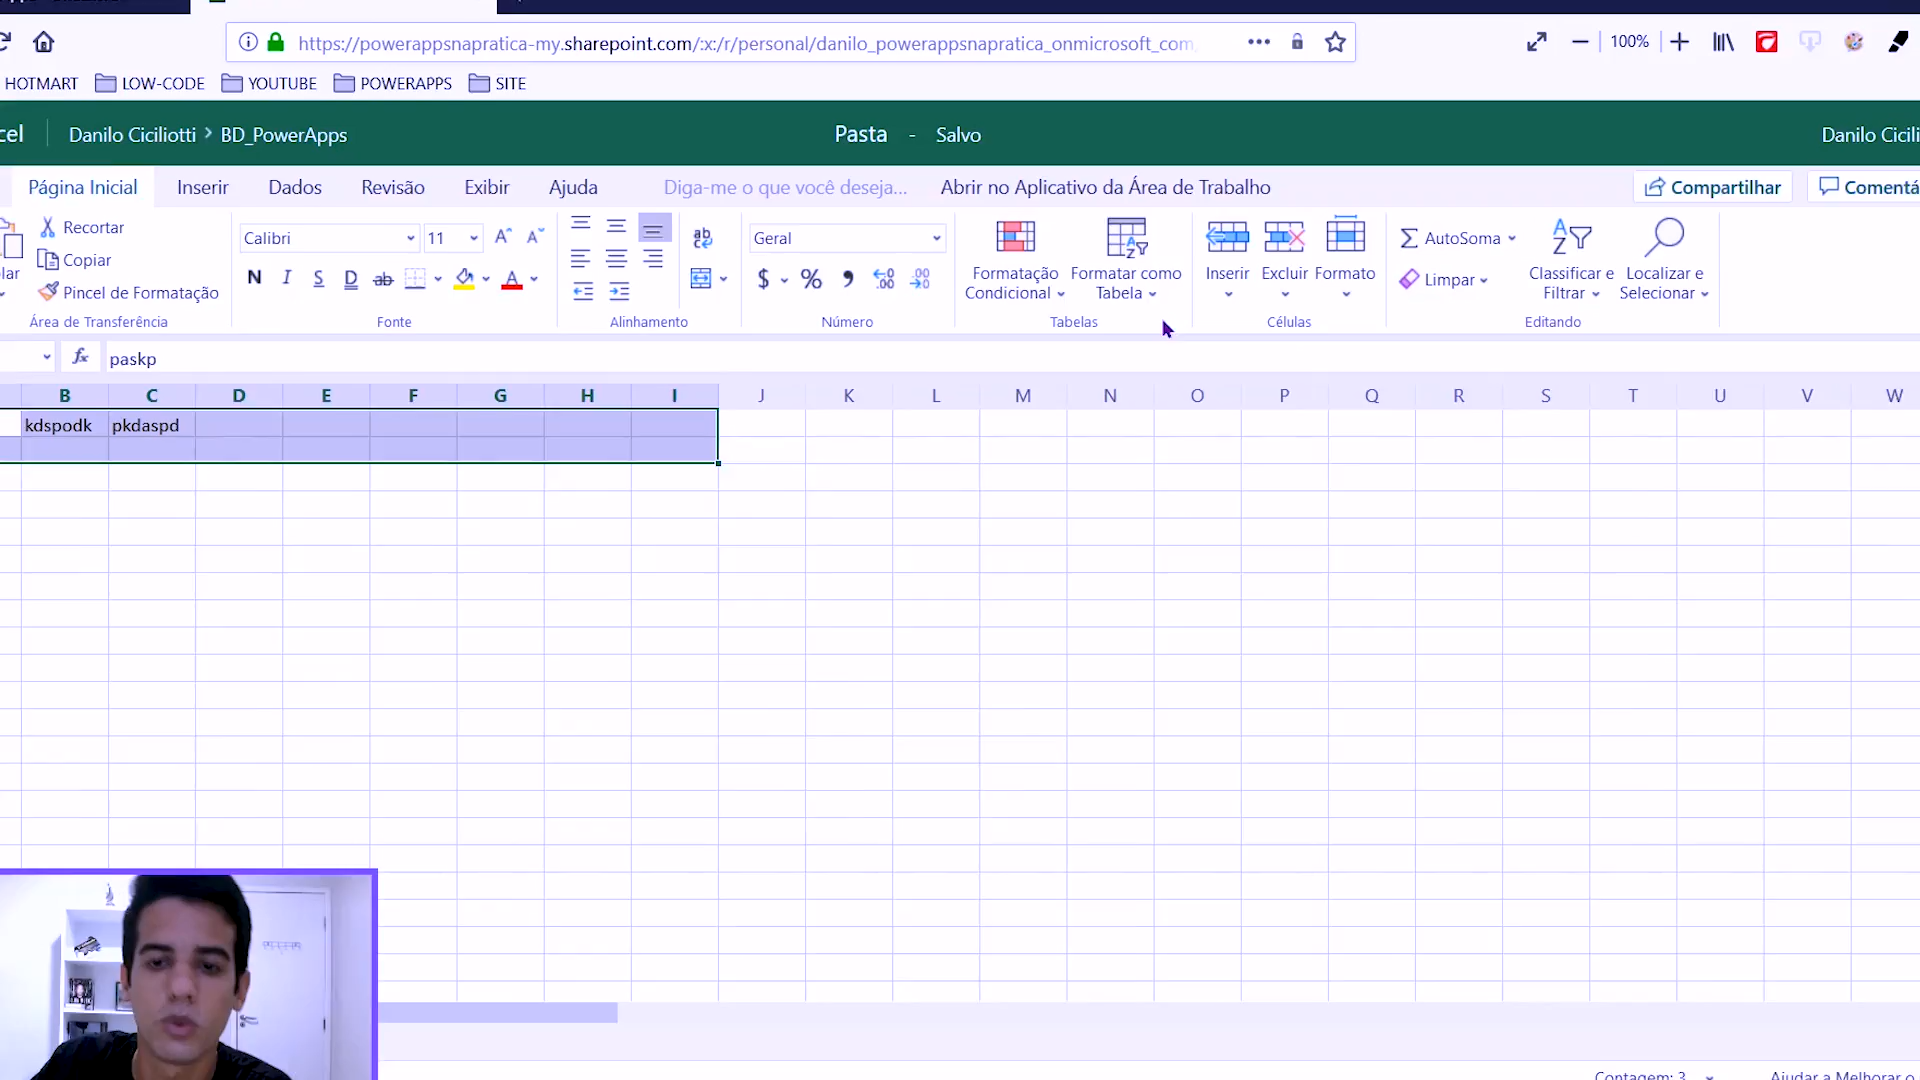 https://powerappsnapratica-my.sharepoint.com/:x:/r/personal/danilo_powerappsnapratica_onmicrosoft_com, 100%
HOTMART LOW-CODE YOUTUBE POWERAPPS SITE
cel Danilo Ciciliotti > BD_PowerApps Pasta - Salvo Danilo Cicili
Página Inicial Inserir Dados Revisão Exibir Ajuda Diga-me o que você deseja... Abrir no Aplicativo da Área de Trabalho Compartilhar Comentá
Recortar
Copiar
Pincel de Formatação
Área de Transferência
Calibri 11
N I S D ab
Fonte
ab
Alinhamento
Geral
$ %
Número
Formatação Condicional
Formatar como Tabela
Tabelas
Inserir Excluir Formato
Células
AutoSoma
Limpar
Classificar e Filtrar
Localizar e Selecionar
Editando
fx paskp
B C D E F G H I J K L M N O P Q R S T U V W
kdspodk pkdaspd
Contagem: 3 Ajudar a Melhorar o